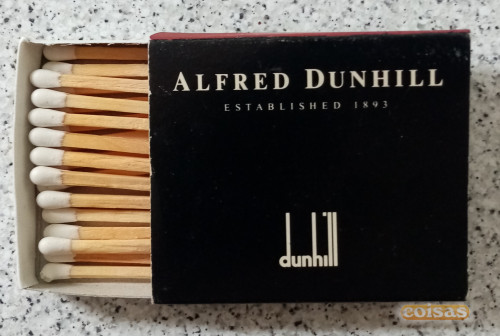 ALFRED DUNHILL
ESTABLISHED 1893
dunhill
coisas